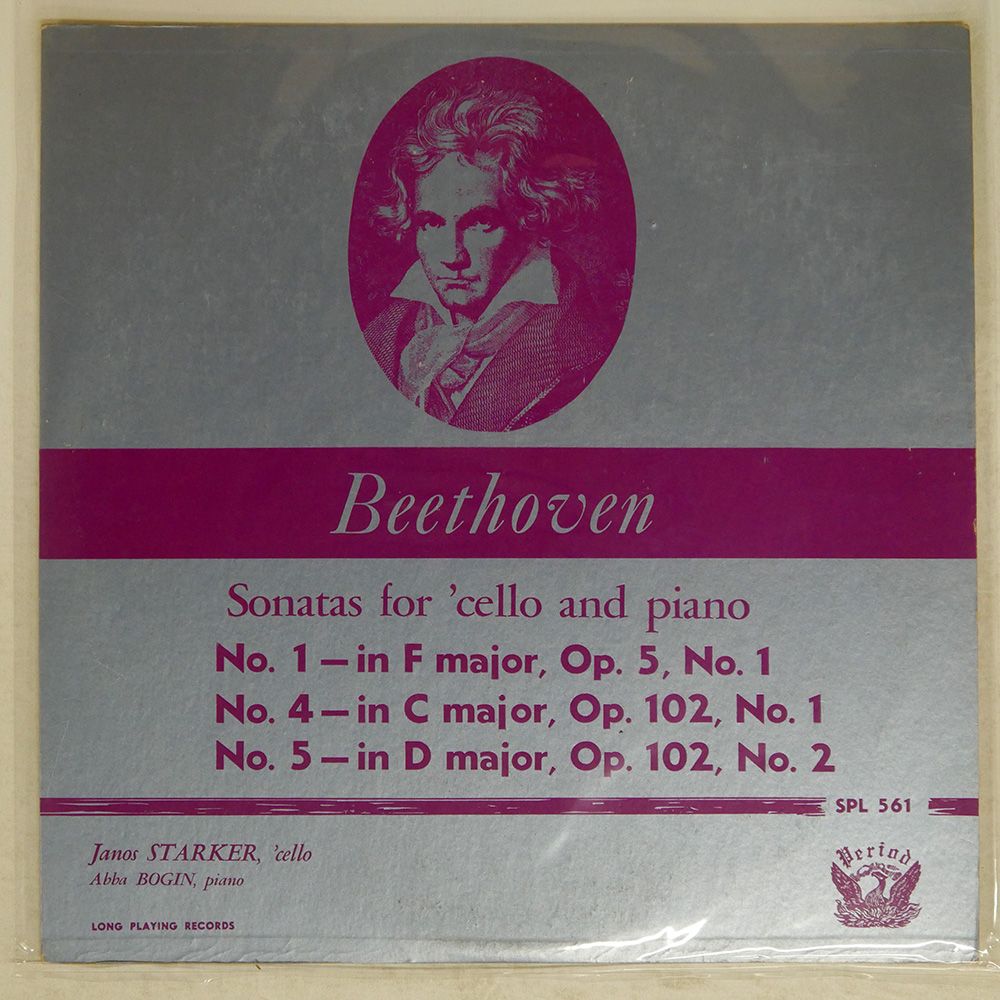 Beethoven
Sonatas for 'cello and piano
No. 1 – in F major, Op. 5, No. 1
No. 4 – in C major, Op. 102, No. 1
No. 5 – in D major, Op. 102, No. 2
SPL 561
Janos STARKER, 'cello
Abba BOGIN, piano
LONG PLAYING RECORDS
Period